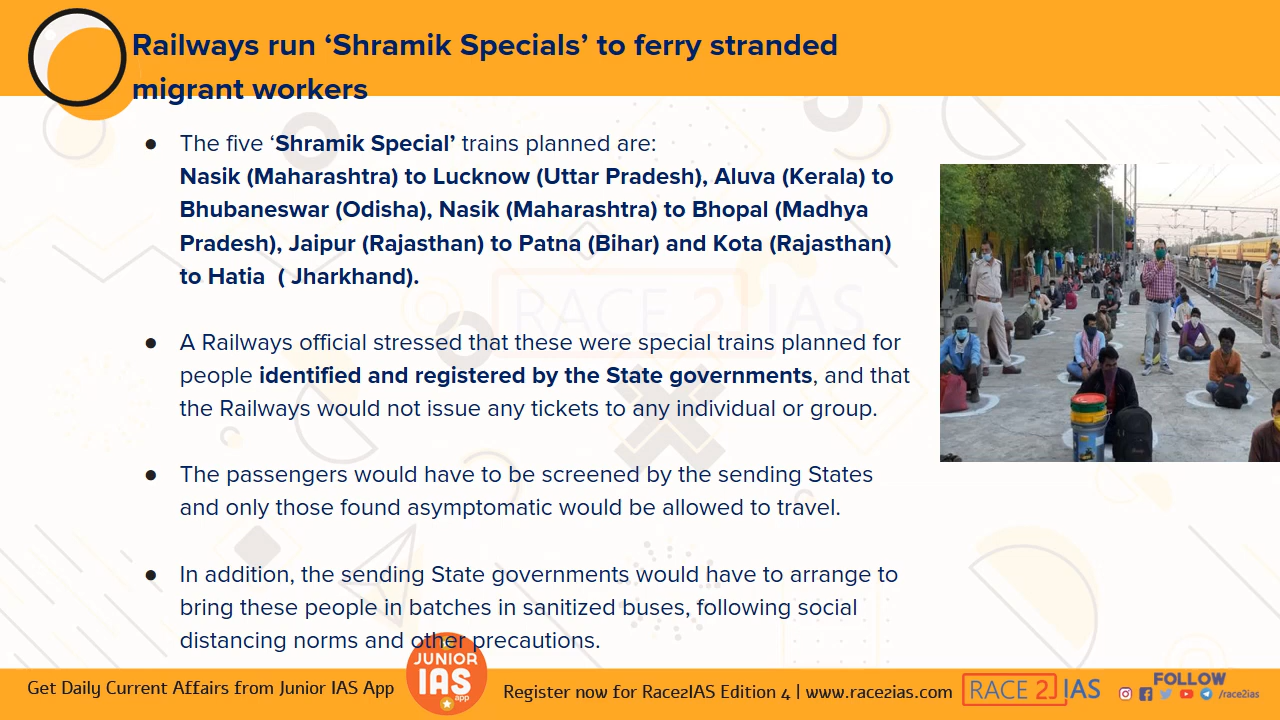 Railways run ‘Shramik Specials’ to ferry stranded
migrant workers
● The five ‘Shramik Special’ trains planned are:
Nasik (Maharashtra) to Lucknow (Uttar Pradesh), Aluva (Kerala) to
Bhubaneswar (Odisha), Nasik (Maharashtra) to Bhopal (Madhya
Pradesh), Jaipur (Rajasthan) to Patna (Bihar) and Kota (Rajasthan)
to Hatia ( Jharkhand).
● A Railways official stressed that these were special trains planned for
people identified and registered by the State governments, and that
the Railways would not issue any tickets to any individual or group.
● The passengers would have to be screened by the sending States
and only those found asymptomatic would be allowed to travel.
● In addition, the sending State governments would have to arrange to
bring these people in batches in sanitized buses, following social
distancing norms and other precautions.
RACE 2 IAS
Get Daily Current Affairs from Junior IAS App
JUNIOR
IAS
app
Register now for Race2IAS Edition 4 | www.race2ias.com
RACE 2 IAS
FOLLOW
/race2ias